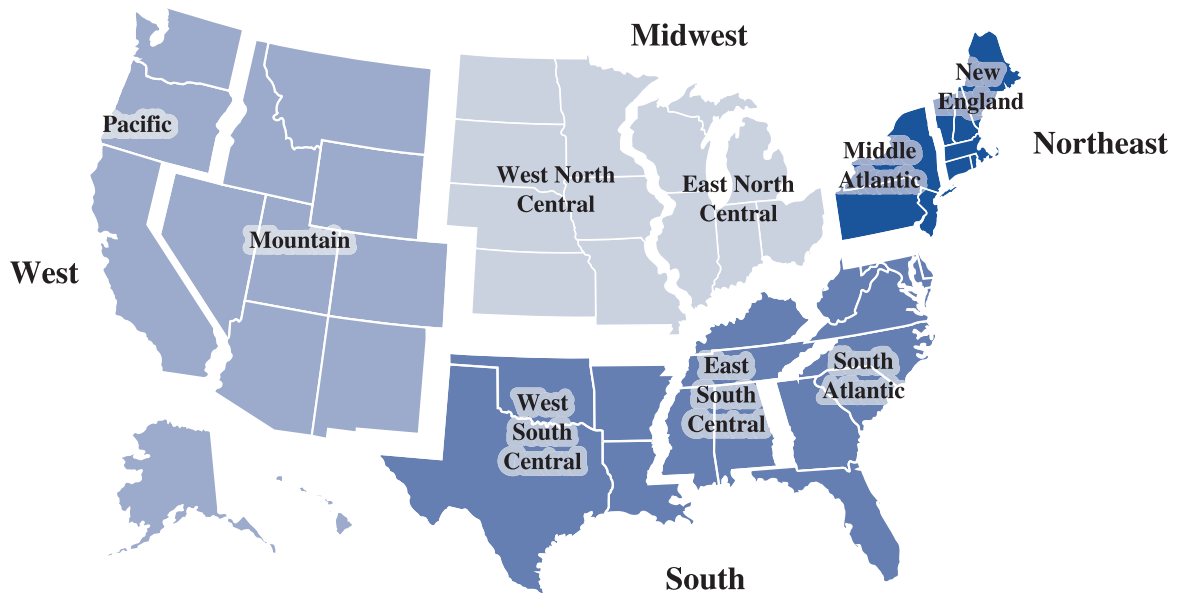 Midwest
New
England
Pacific
Middle
Atlantic
Northeast
West North
Central
East North
Central
Mountain
West
East
South
Central
South
Atlantic
West
South
Central
South